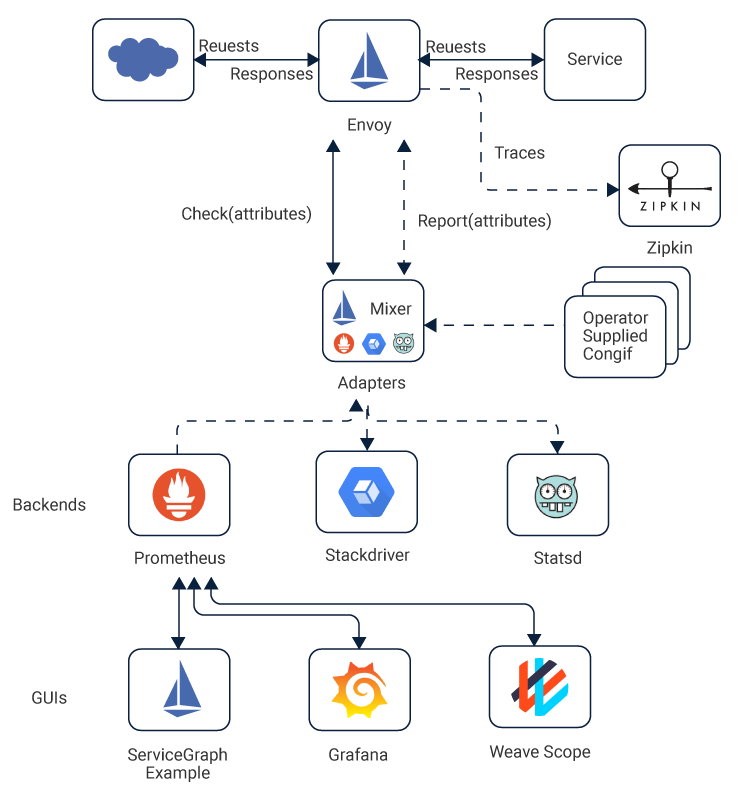 Reuests
Responses
Reuests
Responses
Service
Envoy
Traces
ZIPKIN
Zipkin
Check(attributes)
Report(attributes)
Mixer
Operator
Supplied
Congif
Adapters
Backends
Prometheus
Stackdriver
Statsd
GUIs
ServiceGraph
Example
Grafana
Weave Scope